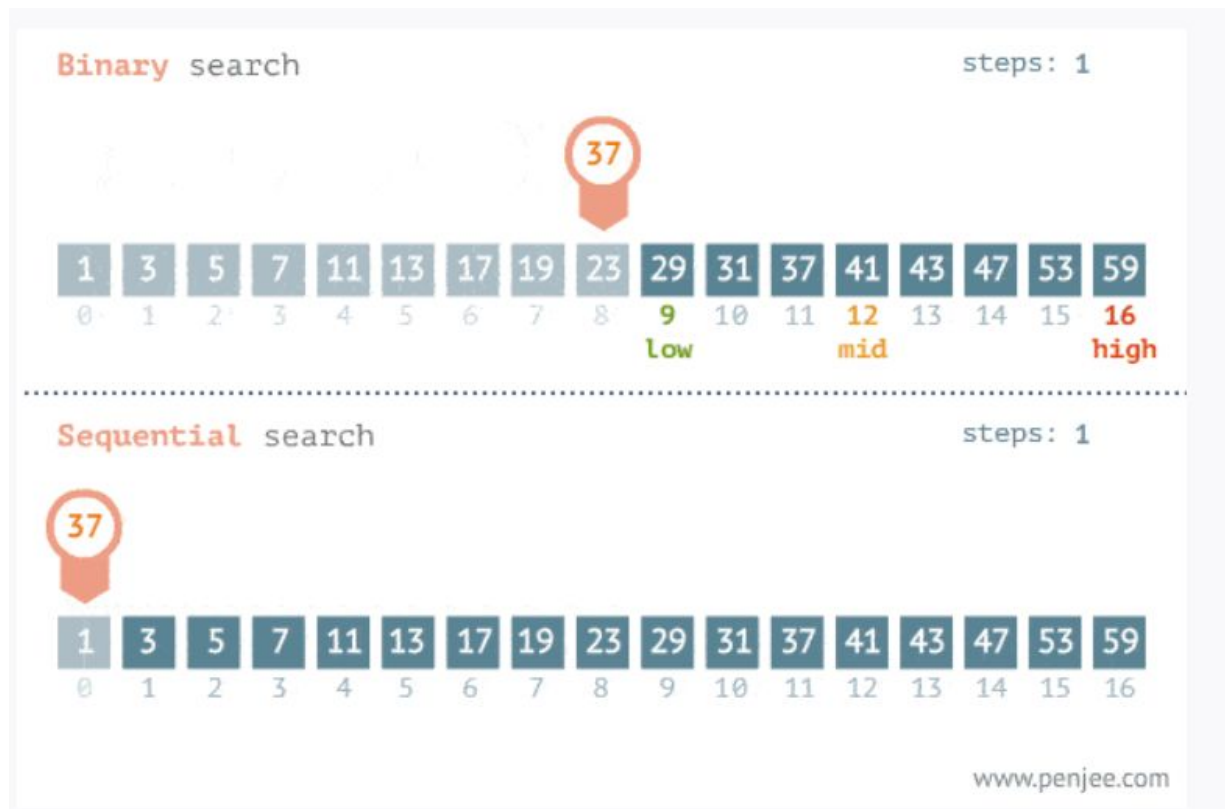 Binary search
steps: 1
37
1 3 5 7 11 13 17 19 23 29 31 37 41 43 47 53 59
0 1 2 3 4 5 6 7 8 9 10 11 12 13 14 15 16
low mid high
Sequential search
steps: 1
37
1 3 5 7 11 13 17 19 23 29 31 37 41 43 47 53 59
0 1 2 3 4 5 6 7 8 9 10 11 12 13 14 15 16
www.penjee.com